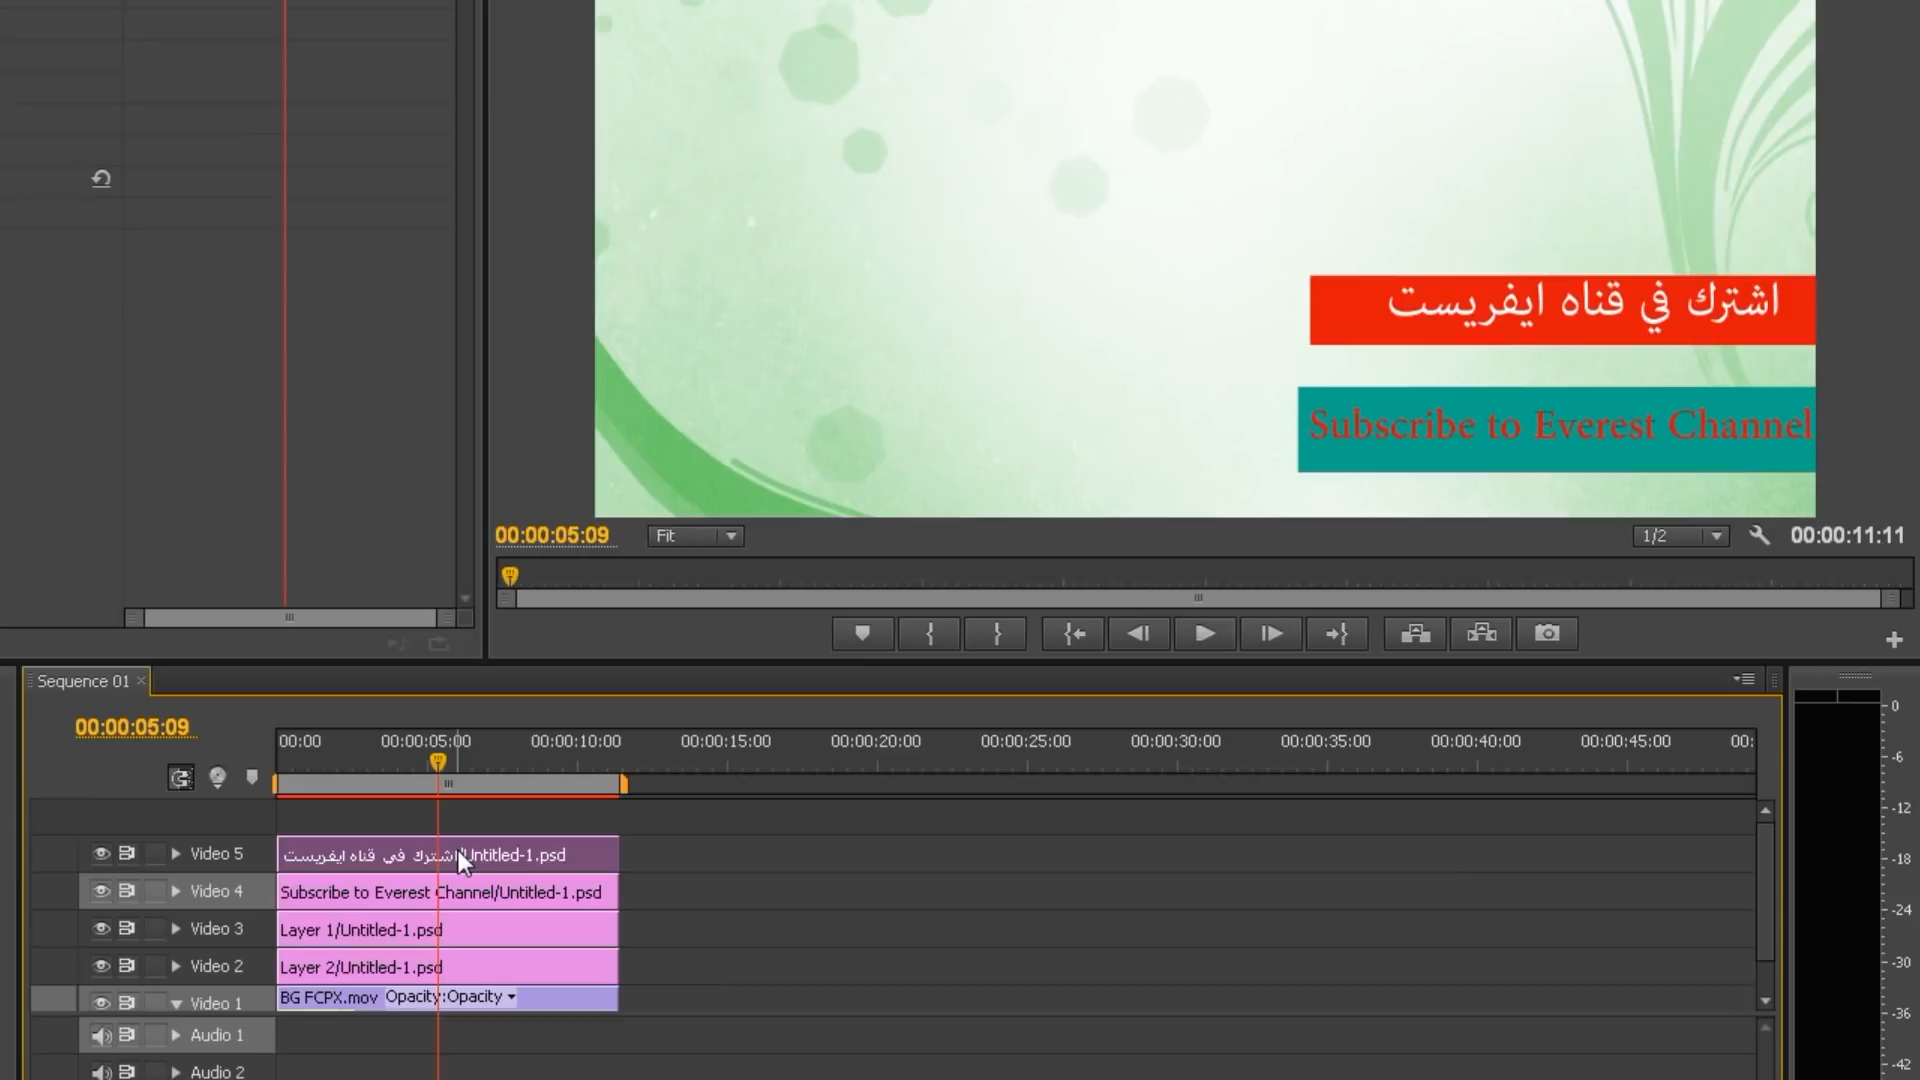 اشترك في قناه ايفريست
Subscribe to Everest Channel
00:00:05:09
Fit
1/2
00:00:11:11
Sequence 01
00:00:05:09
00:00
00:00:05:00
00:00:10:00
00:00:15:00
00:00:20:00
00:00:25:00
00:00:30:00
00:00:35:00
00:00:40:00
00:00:45:00
00:
Video 5
اشترك في قناه ايفريست/Untitled-1.psd
Video 4
Subscribe to Everest Channel/Untitled-1.psd
Video 3
Layer 1/Untitled-1.psd
Video 2
Layer 2/Untitled-1.psd
Video 1
BG FCPX.mov Opacity:Opacity
Audio 1
Audio 2
0
-6
-12
-18
-24
-30
-36
-42